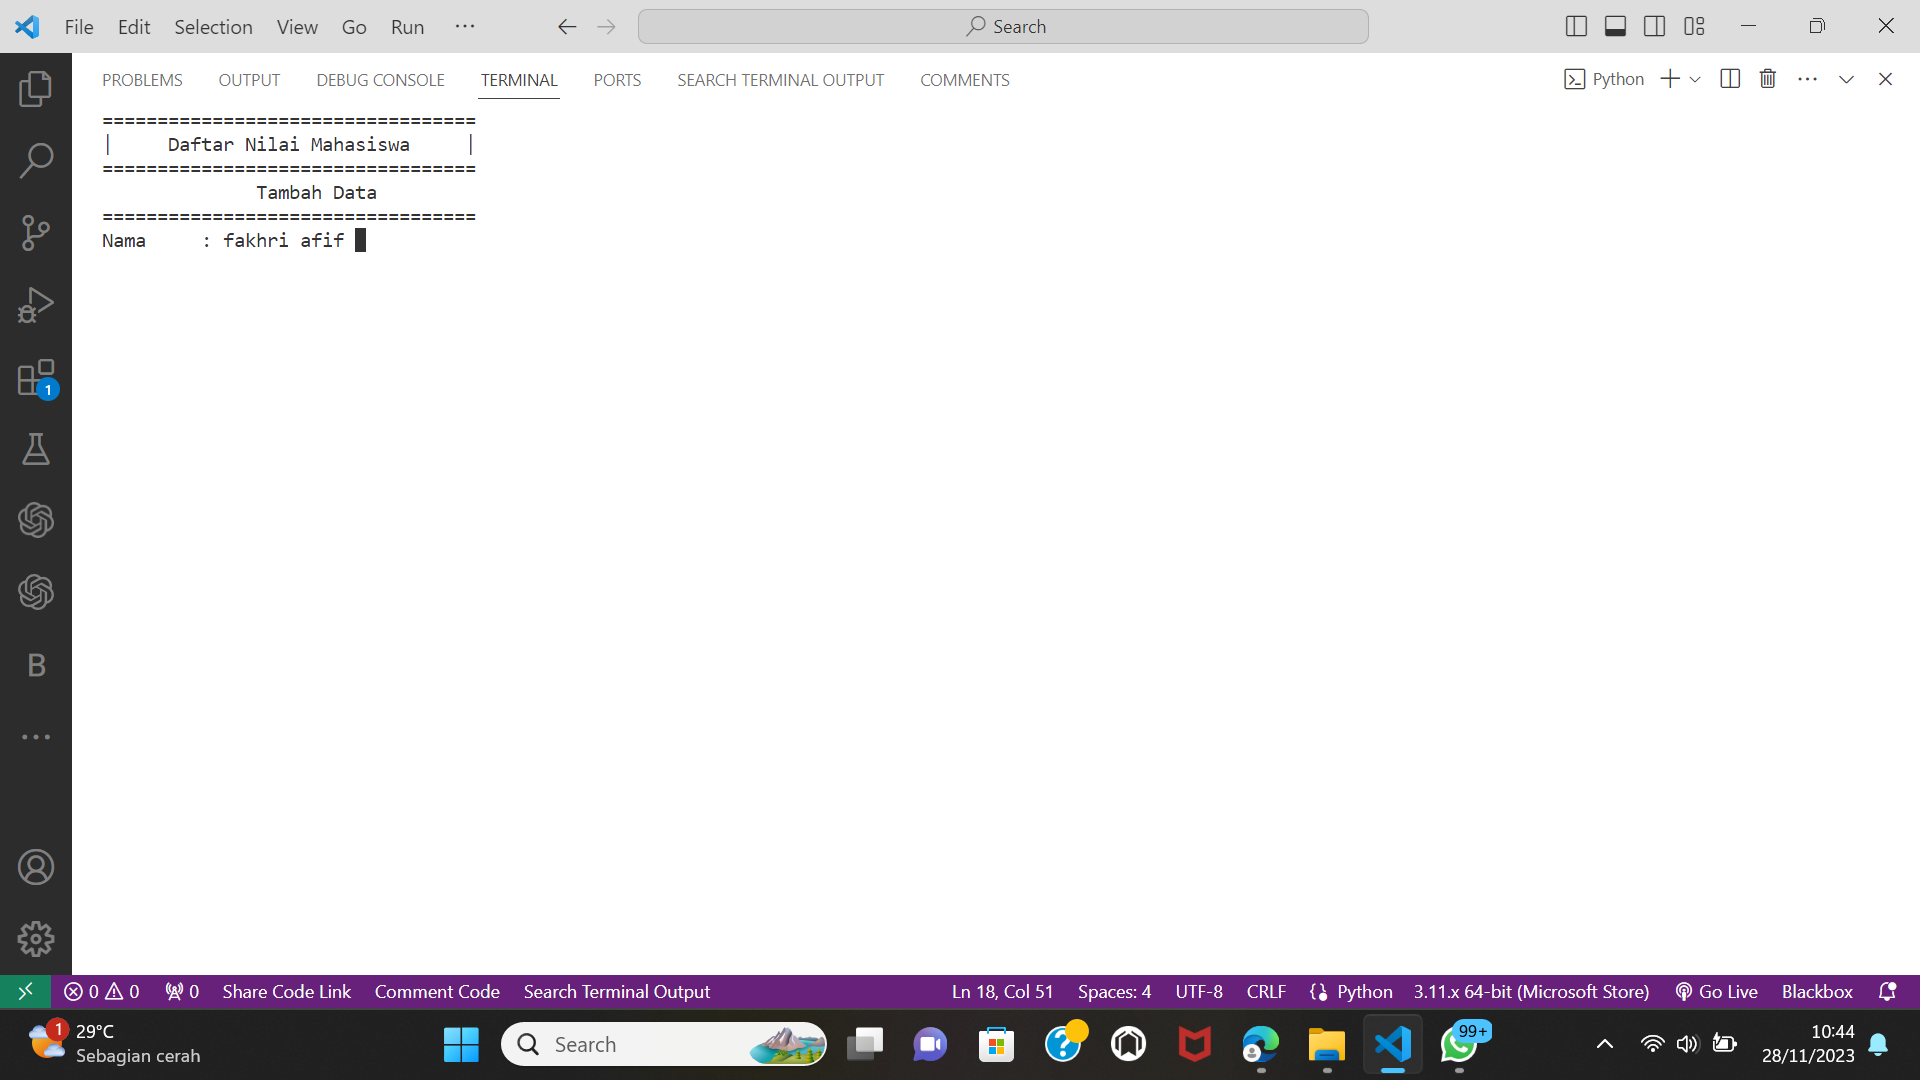 File Edit Selection View Go Run ···
Search
PROBLEMS OUTPUT DEBUG CONSOLE TERMINAL PORTS SEARCH TERMINAL OUTPUT COMMENTS
Python
==================================
|     Daftar Nilai Mahasiswa     |
==================================
Tambah Data
==================================
Nama     : fakhri afif
1
B
0 0 0 Share Code Link Comment Code Search Terminal Output
Ln 18, Col 51 Spaces: 4 UTF-8 CRLF Python 3.11.x 64-bit (Microsoft Store) Go Live Blackbox
1
29°C
Sebagian cerah
Search
99+
10:44
28/11/2023